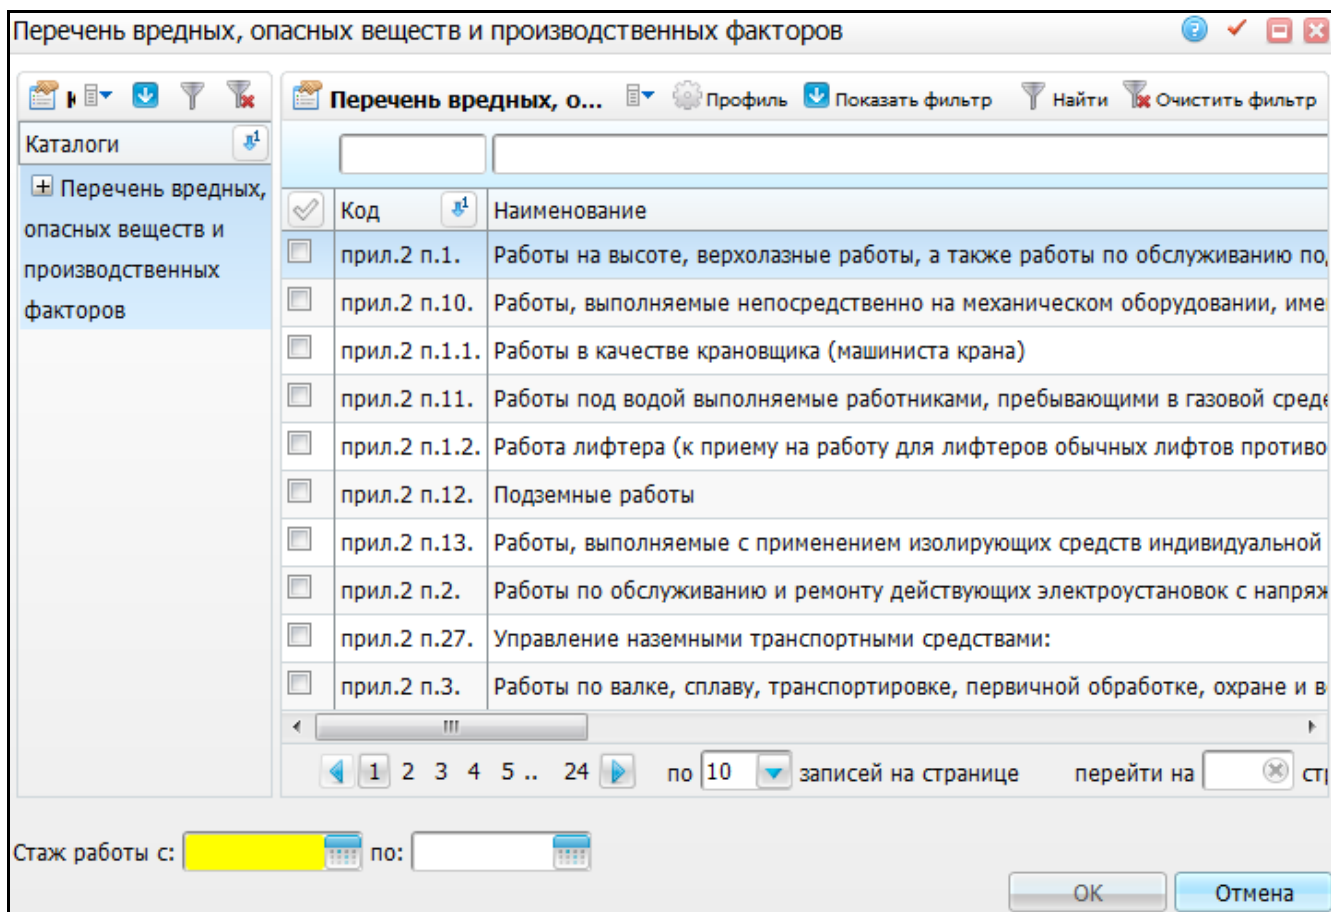 Перечень вредных, опасных веществ и производственных факторов
К Перечень вредных, о... Профиль Показать фильтр Найти Очистить фильтр
Каталоги
Перечень вредных,
опасных веществ и
производственных
факторов
Код Наименование
прил.2 п.1. Работы на высоте, верхолазные работы, а также работы по обслуживанию по
прил.2 п.10. Работы, выполняемые непосредственно на механическом оборудовании, име
прил.2 п.1.1. Работы в качестве крановщика (машиниста крана)
прил.2 п.11. Работы под водой выполняемые работниками, пребывающими в газовой среде
прил.2 п.1.2. Работа лифтера (к приему на работу для лифтеров обычных лифтов противо
прил.2 п.12. Подземные работы
прил.2 п.13. Работы, выполняемые с применением изолирующих средств индивидуальной
прил.2 п.2. Работы по обслуживанию и ремонту действующих электроустановок с напряж
прил.2 п.27. Управление наземными транспортными средствами:
прил.2 п.3. Работы по валке, сплаву, транспортировке, первичной обработке, охране и в
1 2 3 4 5 .. 24 по 10 записей на странице перейти на ст
Стаж работы с: по:
OK Отмена